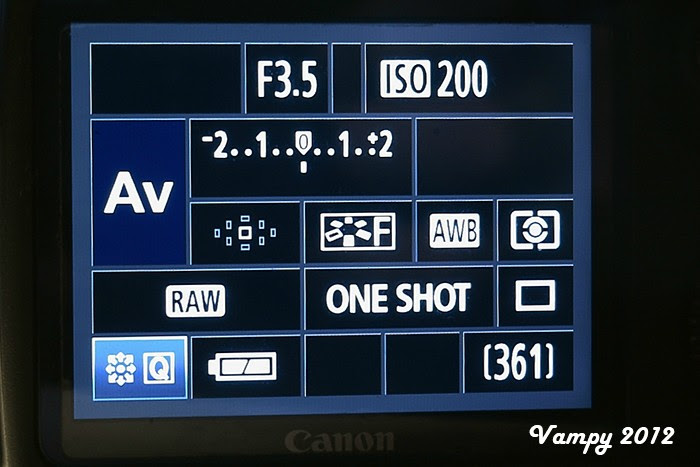 F3.5 ISO 200
Av
-2..1..0..1..+2
F AWB
RAW ONE SHOT
Q (361)
Canon
Vampy 2012